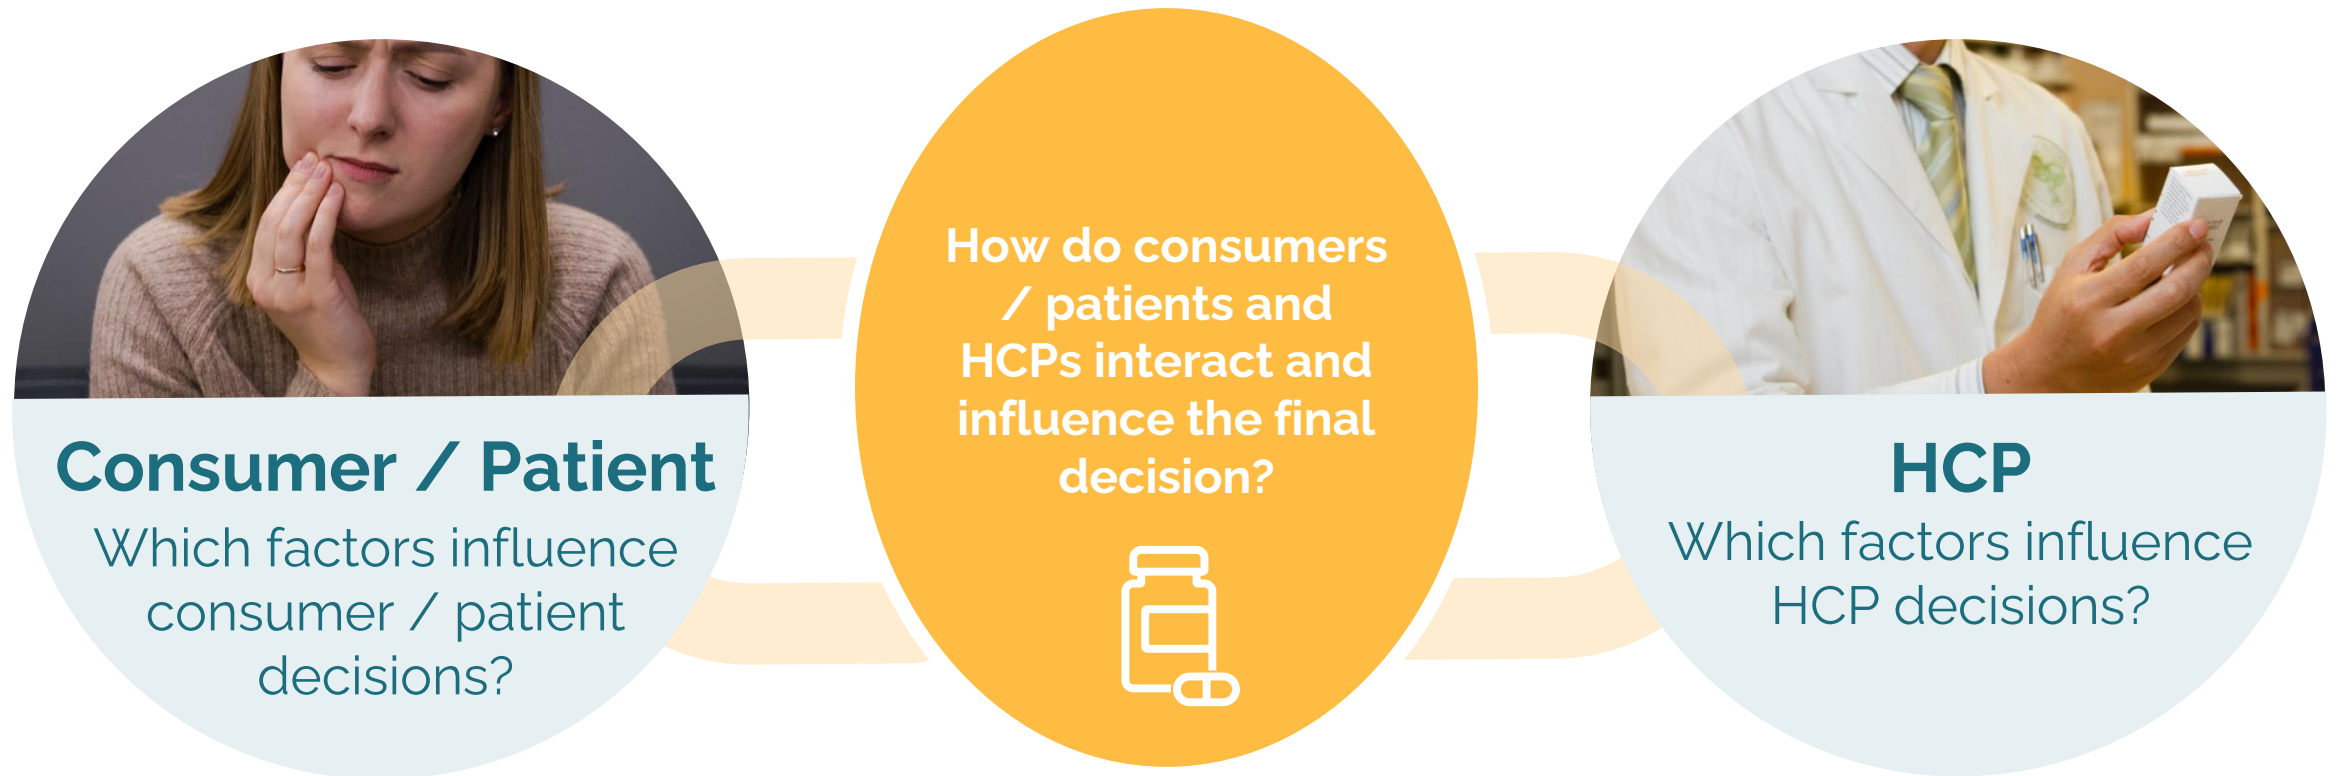 Consumer / Patient
Which factors influence
consumer / patient
decisions?
How do consumers
/ patients and
HCPs interact and
influence the final
decision?
HCP
Which factors influence
HCP decisions?